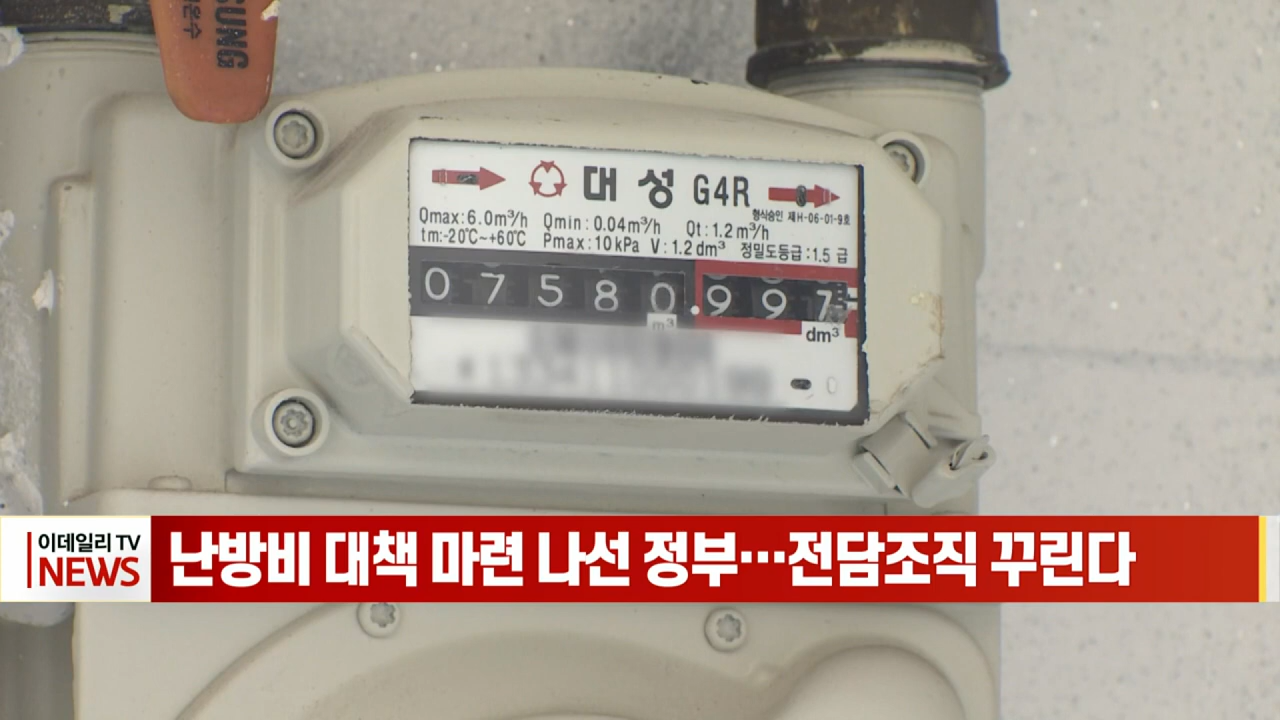 SUNG
대성 G4R
형식승인 제H-06-01-9호
Qmax:6.0m³/h Qmin:0.04m³/h Qt:1.2m³/h
tm:-20℃~+60℃ Pmax:10kPa V:1.2dm³ 정밀도등급:1.5급
07580.997
m³
dm³
이데일리TV
NEWS
난방비 대책 마련 나선 정부…전담조직 꾸린다